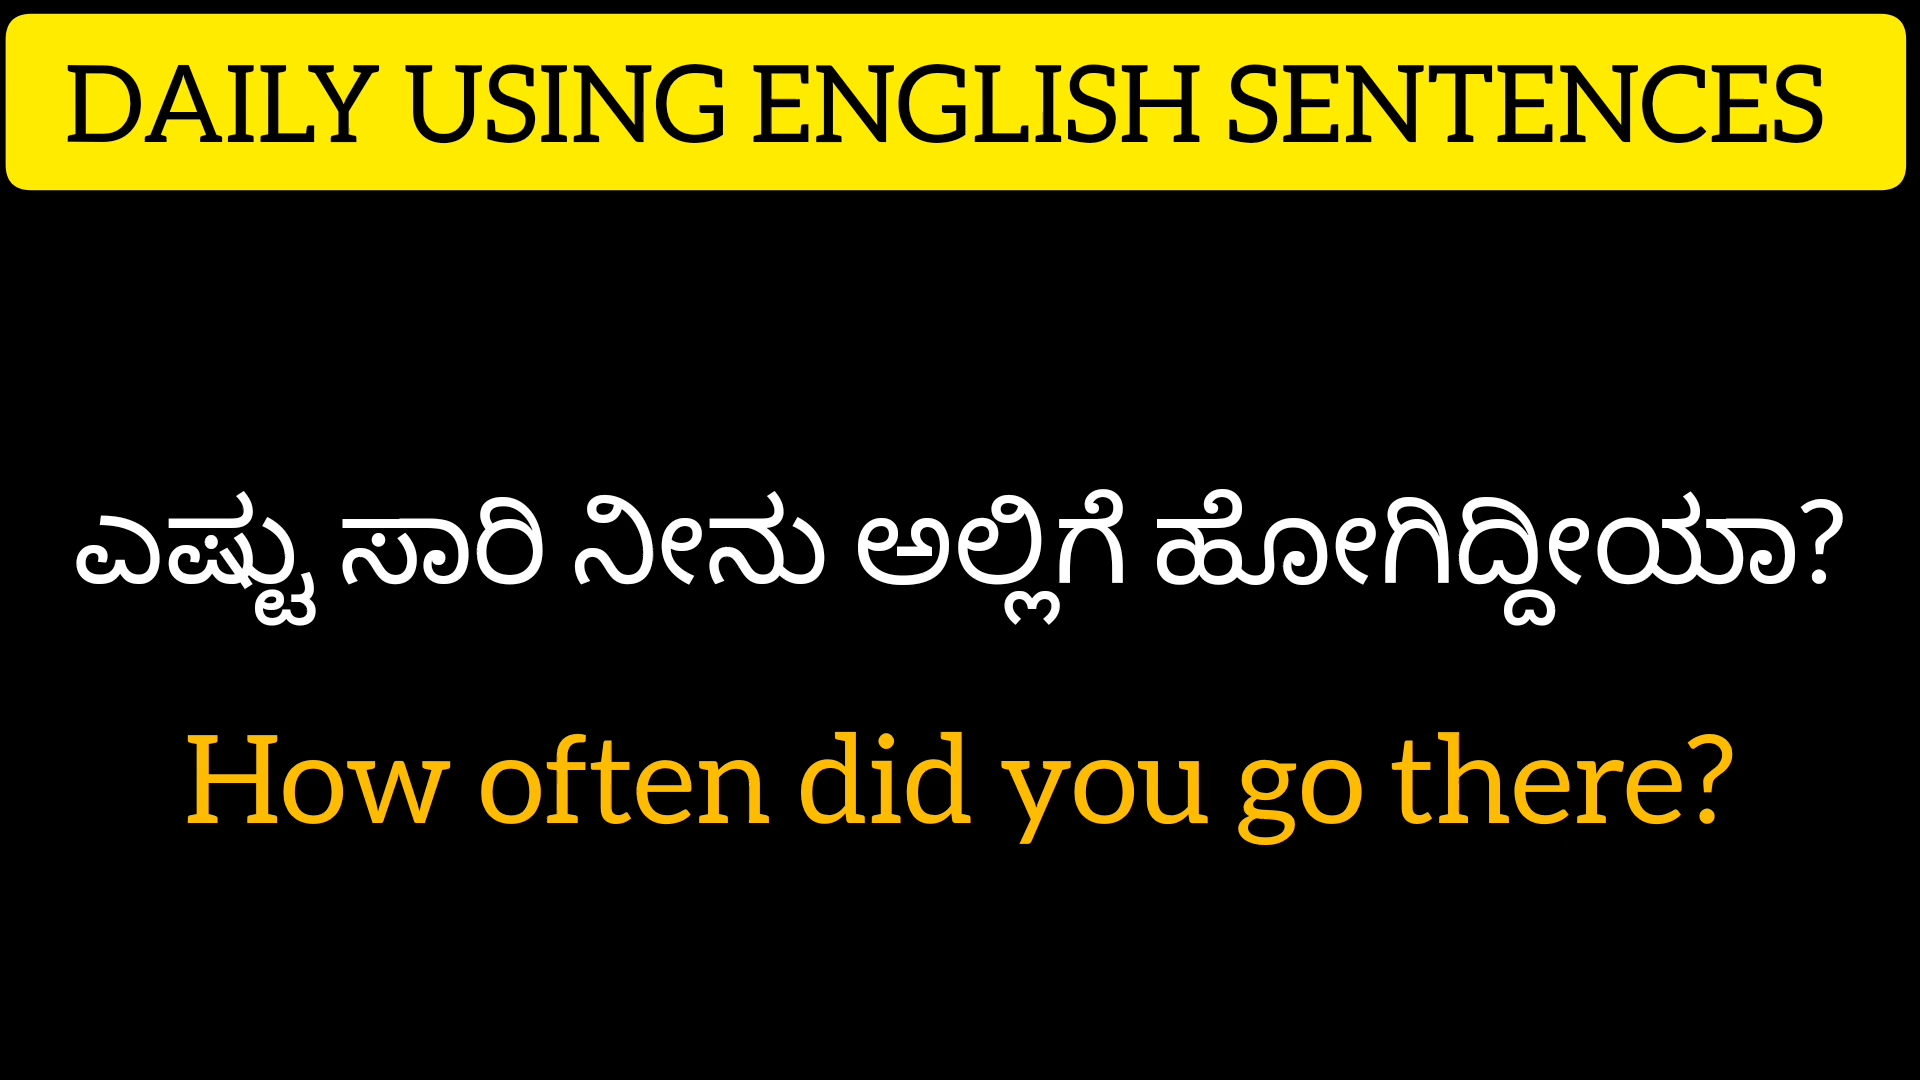 DAILY USING ENGLISH SENTENCES
ಎಷ್ಟು ಸಾರಿ ನೀನು ಅಲ್ಲಿಗೆ ಹೋಗಿದ್ದೀಯಾ?
How often did you go there?